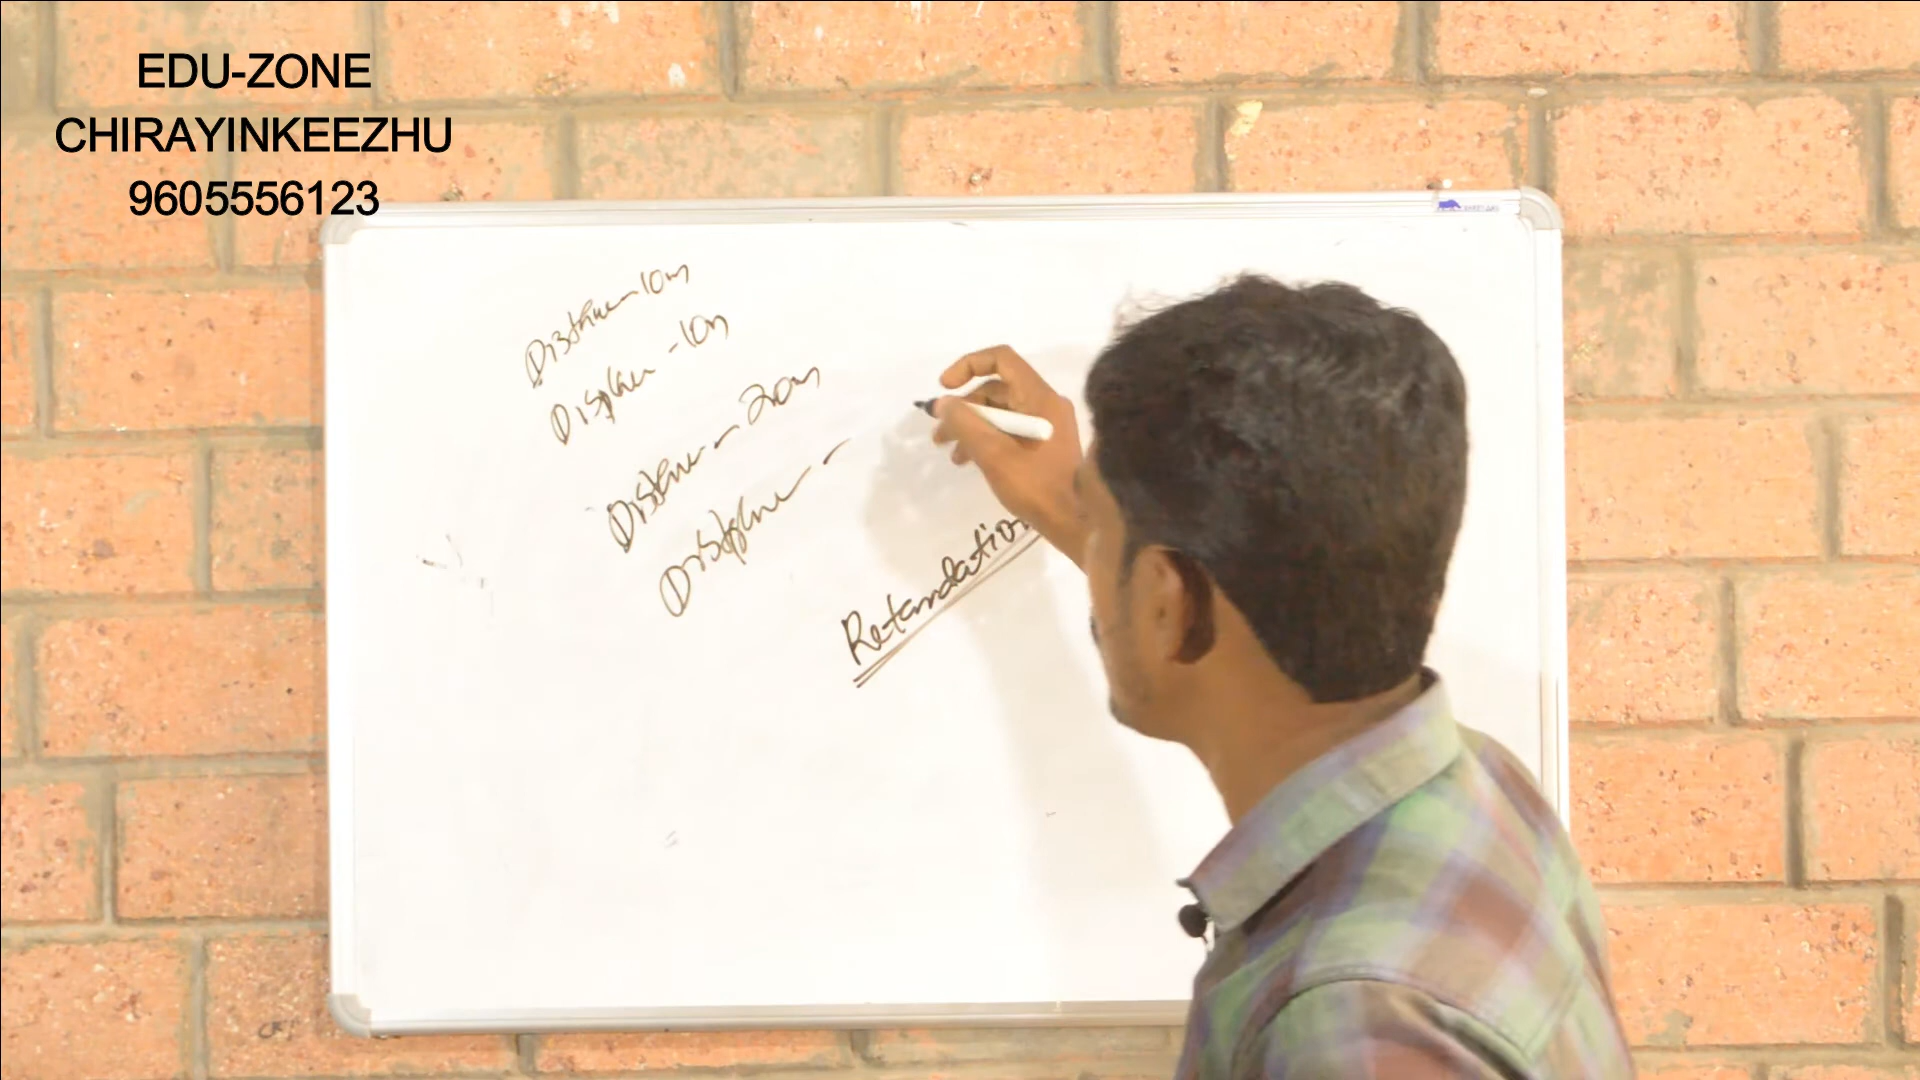 EDU-ZONE
CHIRAYINKEEZHU
9605556123
Distance - 10m
Displace - 10m
Distance - 20m
Displace -
Retardation